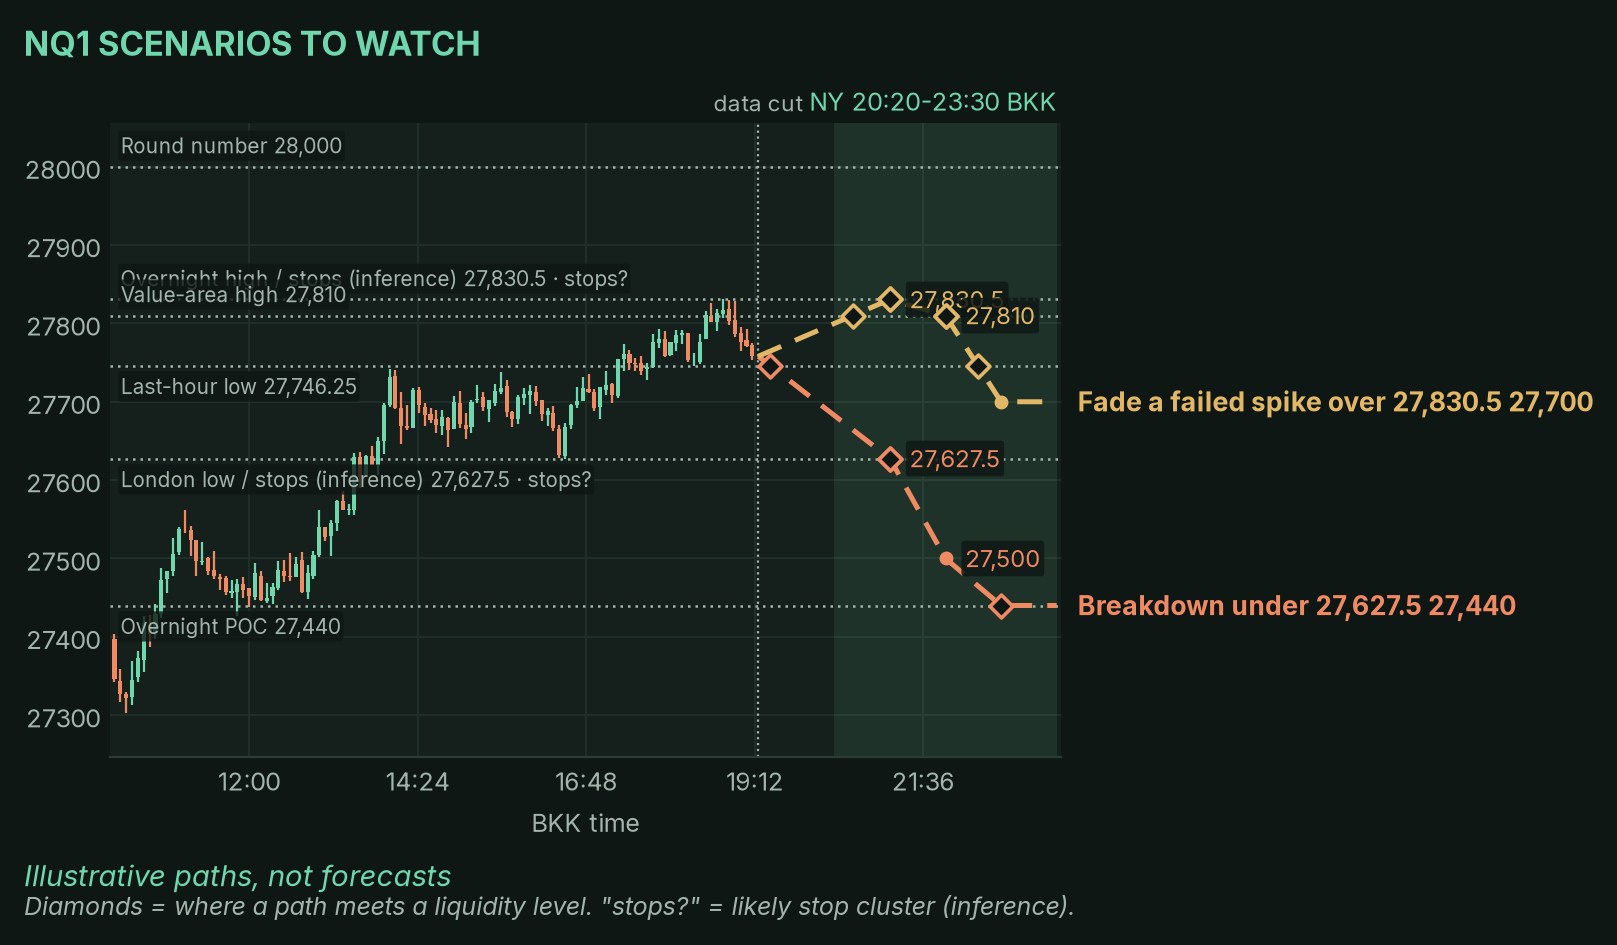 NQ1 SCENARIOS TO WATCH
data cut NY 20:20-23:30 BKK
Round number 28,000
28000
27900
Overnight high / stops (inference) 27,830.5 · stops?
Value-area high 27,810
27,830.5
27,810
27800
Last-hour low 27,746.25
27700
Fade a failed spike over 27,830.5 27,700
27,627.5
London low / stops (inference) 27,627.5 · stops?
27600
27500
27,500
Breakdown under 27,627.5 27,440
Overnight POC 27,440
27400
27300
12:00 14:24 16:48 19:12 21:36
BKK time
Illustrative paths, not forecasts
Diamonds = where a path meets a liquidity level. "stops?" = likely stop cluster (inference).